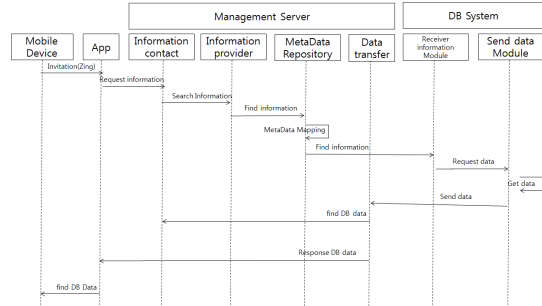 Management Server
DB System
Mobile
Device
App
Information
contact
Information
provider
MetaData
Repository
Data
transfer
Receiver
information
Module
Send data
Module
Invitation(Zing)
Request information
Search Information
Find information
MetaData Mapping
Find information
Request data
Get data
Send data
find DB data
Response DB data
find DB Data